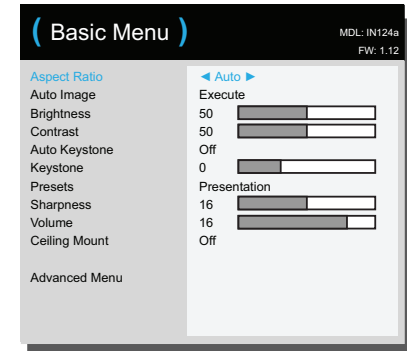 ( Basic Menu )
MDL: IN124a
FW: 1.12
Aspect Ratio ◄ Auto ►
Auto Image Execute
Brightness 50
Contrast 50
Auto Keystone Off
Keystone 0
Presets Presentation
Sharpness 16
Volume 16
Ceiling Mount Off
Advanced Menu